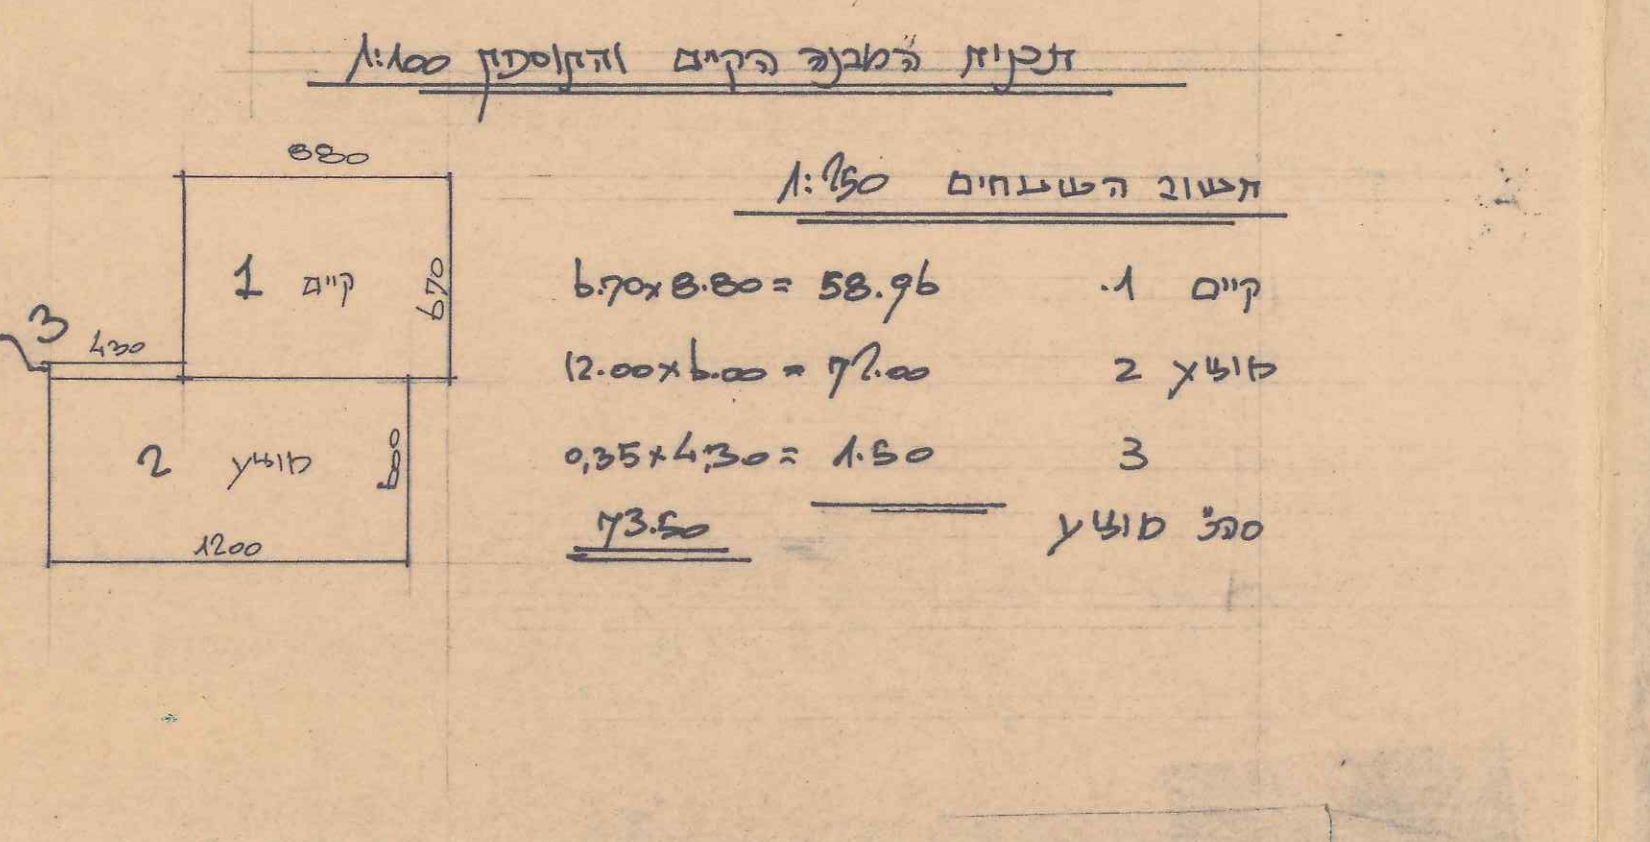 תכנית המבנה הקיים והתוספת 1:100
חשוב השטחים 1:250
קיים 1. 6.70x8.80= 58.96
מוצע 2 12.00x6.00= 72.00
3 0,35x4,30= 1.50
סה"כ מוצע 73.50
880
1 קיים
670
3
430
2 מוצע
600
1200